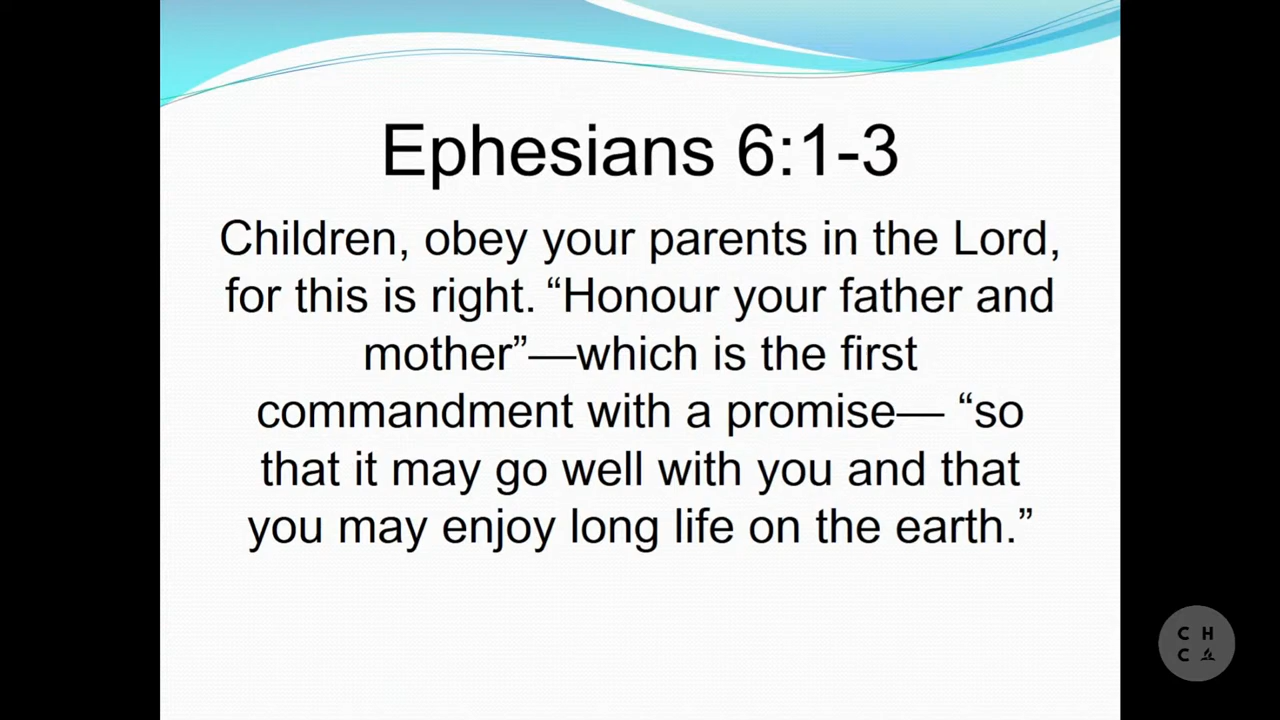 Ephesians 6:1-3
Children, obey your parents in the Lord,
for this is right. “Honour your father and
mother”—which is the first
commandment with a promise— “so
that it may go well with you and that
you may enjoy long life on the earth.”
C H
C